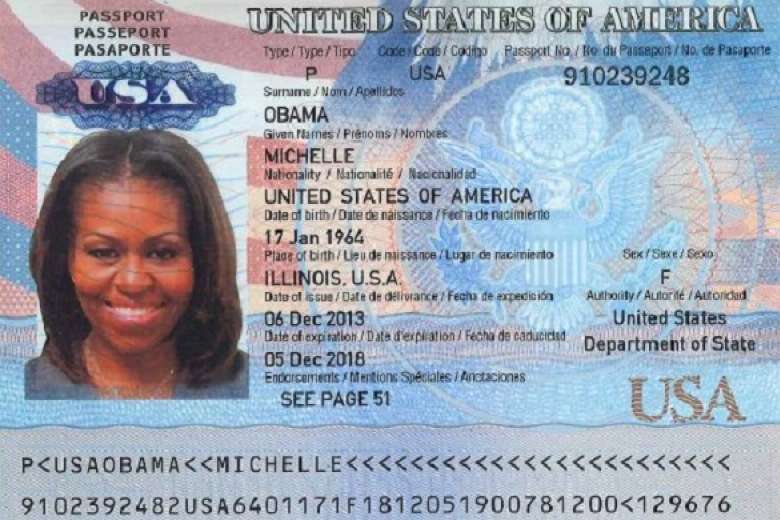 PASSPORT
PASSEPORT
PASAPORTE
USA
UNITED STATES OF AMERICA
Type / Type / Tipo Code / Code / Código Passport No. / No. du Passeport / No. de Pasaporte
P USA 910239248
Surname / Nom / Apellidos
OBAMA
Given Names / Prénoms / Nombres
MICHELLE
Nationality / Nationalité / Nacionalidad
UNITED STATES OF AMERICA
Date of birth / Date de naissance / Fecha de nacimiento
17 Jan 1964
Place of birth / Lieu de naissance / Lugar de nacimiento Sex / Sexe / Sexo
ILLINOIS, U.S.A. F
Date of issue / Date de délivrance / Fecha de expedición Authority / Autorité / Autoridad
06 Dec 2013 United States
Date of expiration / Date d'expiration / Fecha de caducidad Department of State
05 Dec 2018
Endorsements / Mentions Spéciales / Anotaciones
SEE PAGE 51
USA
P<USAOBAMA<<MICHELLE<<<<<<<<<<<<<<<<<<<<<<<<
9102392482USA6401171F1812051900781200<129676